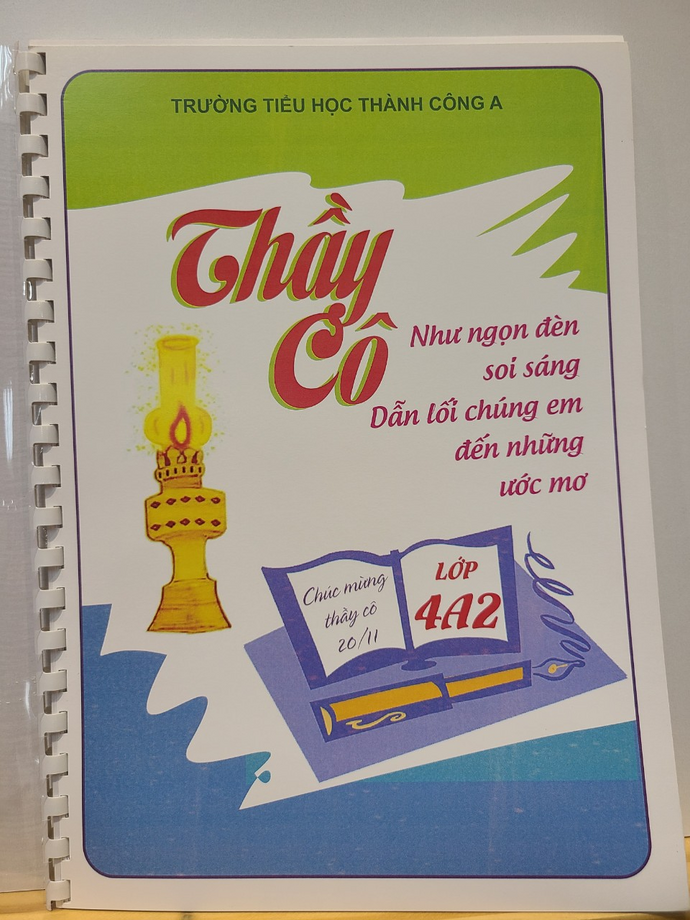 TRƯỜNG TIỂU HỌC THÀNH CÔNG A
Thầy
Cô
Như ngọn đèn
soi sáng
Dẫn lối chúng em
đến những
ước mơ
Chúc mừng
thầy cô
20/11
LỚP
4A2